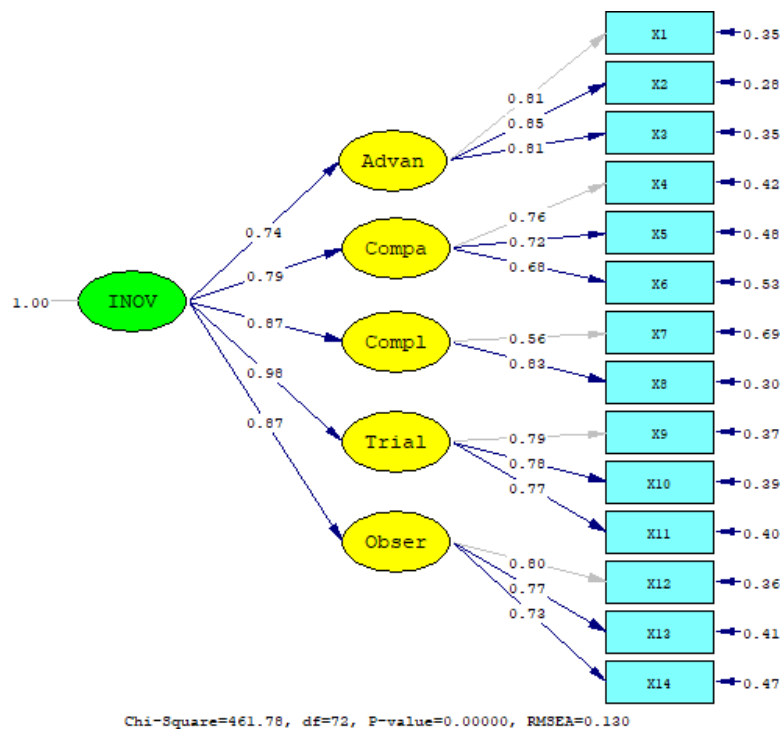 X1 0.35
0.81
X2 0.28
0.85
X3 0.35
0.81
Advan
X4 0.42
0.76
0.74
X5 0.48
0.72
Compa
0.68
0.79
X6 0.53
1.00 INOV
0.87
0.56
X7 0.69
Compl
0.83
0.98
X8 0.30
0.87
X9 0.37
0.79
Trial
0.78
0.77
X10 0.39
X11 0.40
Obser
0.80
X12 0.36
0.77
0.73
X13 0.41
X14 0.47
Chi-Square=461.78, df=72, P-value=0.00000, RMSEA=0.130